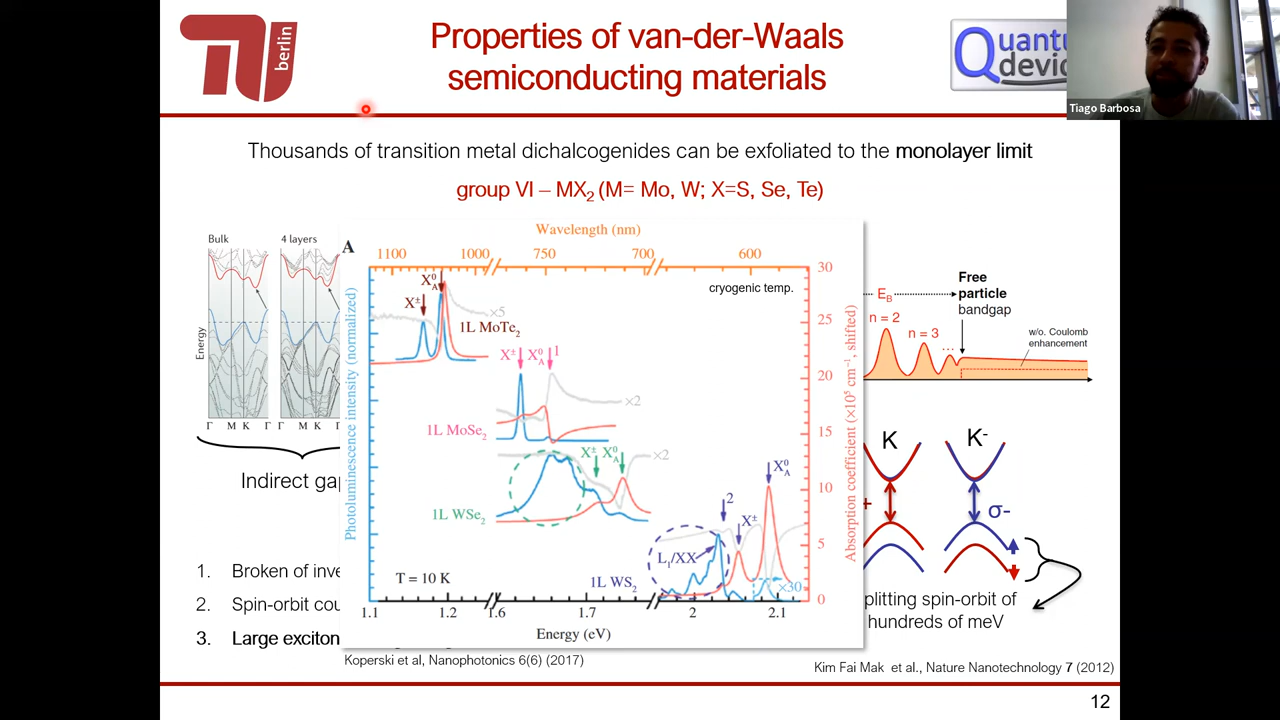 berlin
Properties of van-der-Waals
semiconducting materials
Quant
devic
Tiago Barbosa
Thousands of transition metal dichalcogenides can be exfoliated to the monolayer limit
group VI – MX₂ (M= Mo, W; X=S, Se, Te)
Bulk
4 layers
Energy
Γ M K Γ
Γ M K Γ
Indirect ga
1. Broken of inve
2. Spin-orbit cou
3. Large exciton
A
Wavelength (nm)
1100 1000 750 700 600
cryogenic temp.
Photoluminescence intensity (normalized)
Absorption coefficient (×10⁵ cm⁻¹, shifted)
30
25
20
15
10
5
0
X± X⁰A ×5
1L MoTe₂
X± X⁰A 1
×2
1L MoSe₂
X± X⁰A ×2
1L WSe₂
X⁰A
2
X±
L₁/XX
1L WS₂
×30
T = 10 K
1.1 1.2 1.6 1.7 2 2.1
Energy (eV)
Koperski et al, Nanophotonics 6(6) (2017)
E_B
Free
particle
bandgap
n = 2
n = 3
...
w/o. Coulomb
enhancement
K K-
+ σ-
plitting spin-orbit of
hundreds of meV
Kim Fai Mak et al., Nature Nanotechnology 7 (2012)
12